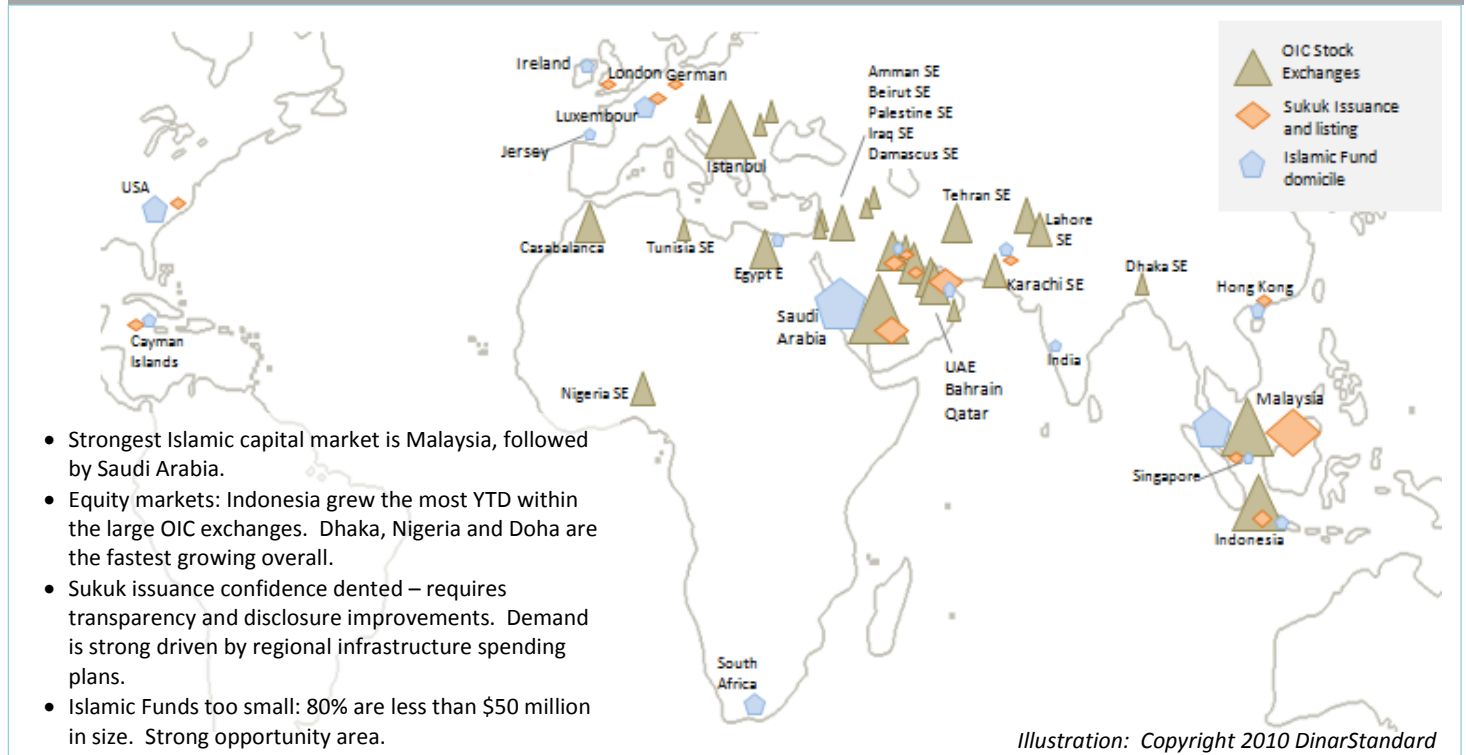 Ireland
London German
Luxembour
Jersey
USA
Istanbul
Amman SE
Beirut SE
Palestine SE
Iraq SE
Damascus SE
OIC Stock
Exchanges
Sukuk Issuance
and listing
Islamic Fund
domicile
Tehran SE
Lahore
SE
Casabalanca
Tunisia SE
Egypt E
Karachi SE
Dhaka SE
Hong Kong
Saudi
Arabia
Cayman
Islands
India
UAE
Bahrain
Qatar
Nigeria SE
Malaysia
Singapore
Indonesia
South
Africa
• Strongest Islamic capital market is Malaysia, followed
by Saudi Arabia.
• Equity markets: Indonesia grew the most YTD within
the large OIC exchanges. Dhaka, Nigeria and Doha are
the fastest growing overall.
• Sukuk issuance confidence dented – requires
transparency and disclosure improvements. Demand
is strong driven by regional infrastructure spending
plans.
• Islamic Funds too small: 80% are less than $50 million
in size. Strong opportunity area.
Illustration: Copyright 2010 DinarStandard